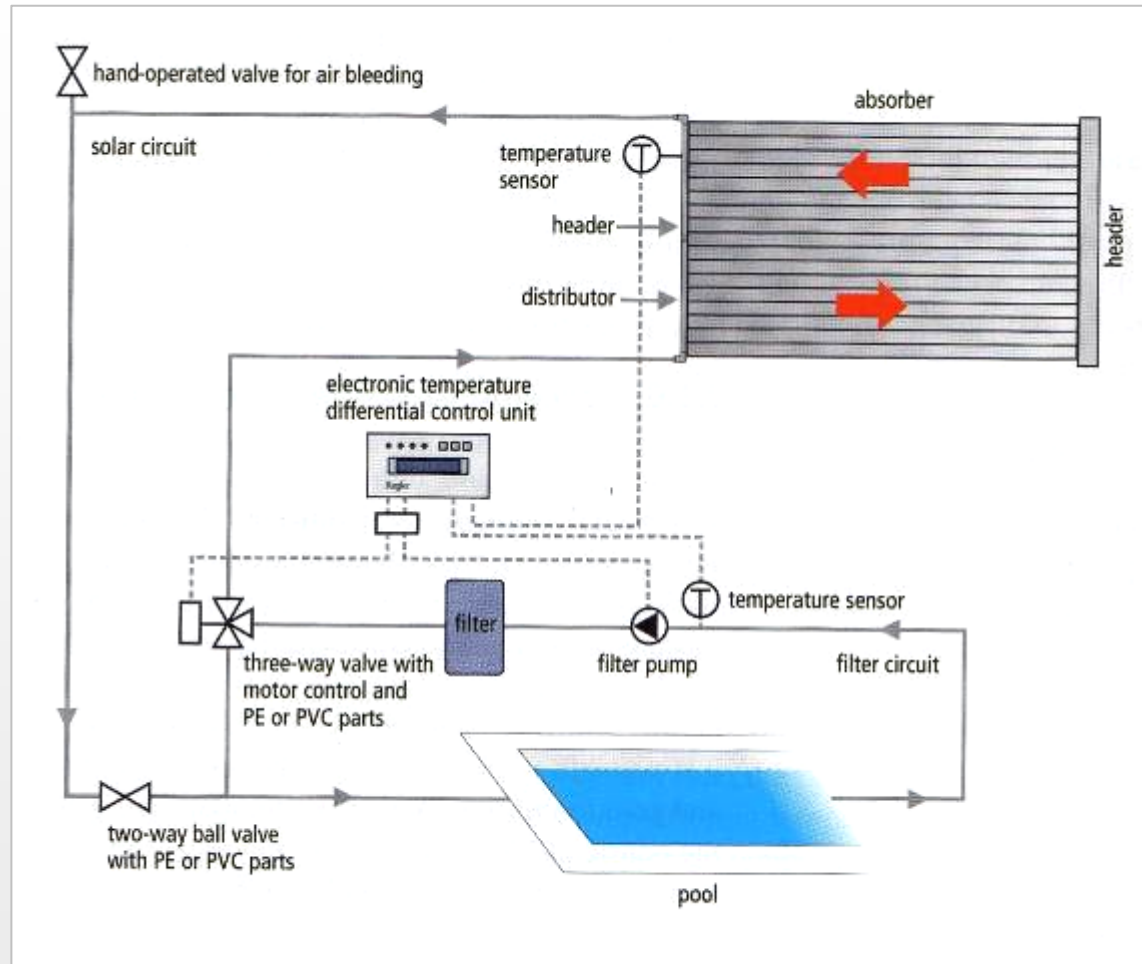 hand-operated valve for air bleeding
absorber
solar circuit
temperature
sensor
T
header
header
distributor
electronic temperature
differential control unit
Regler
T
temperature sensor
filter
filter pump
filter circuit
three-way valve with
motor control and
PE or PVC parts
two-way ball valve
with PE or PVC parts
pool